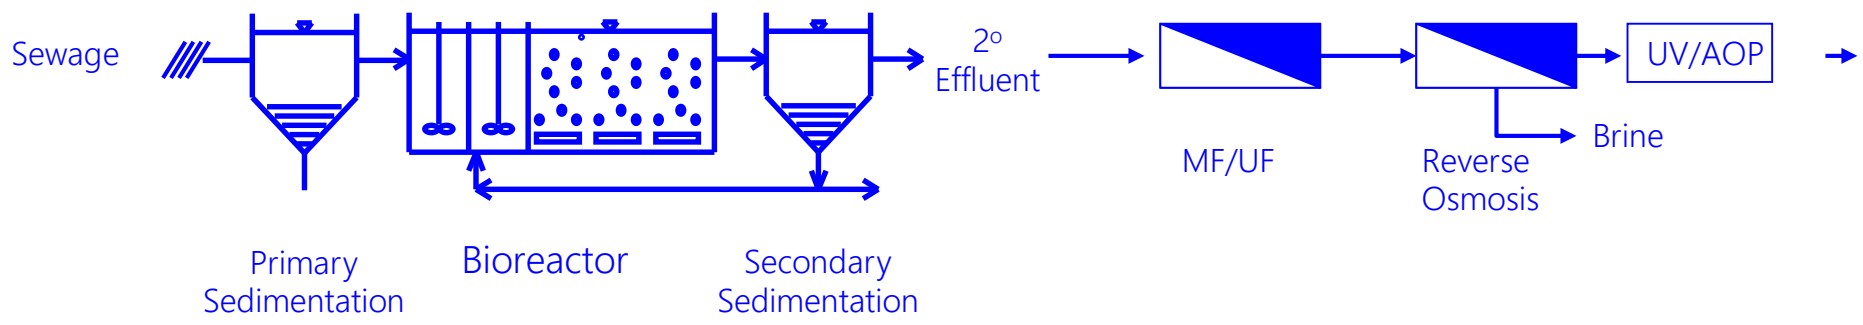 Sewage
2o
Effluent
UV/AOP
Brine
MF/UF
Reverse
Osmosis
Primary
Sedimentation
Bioreactor
Secondary
Sedimentation